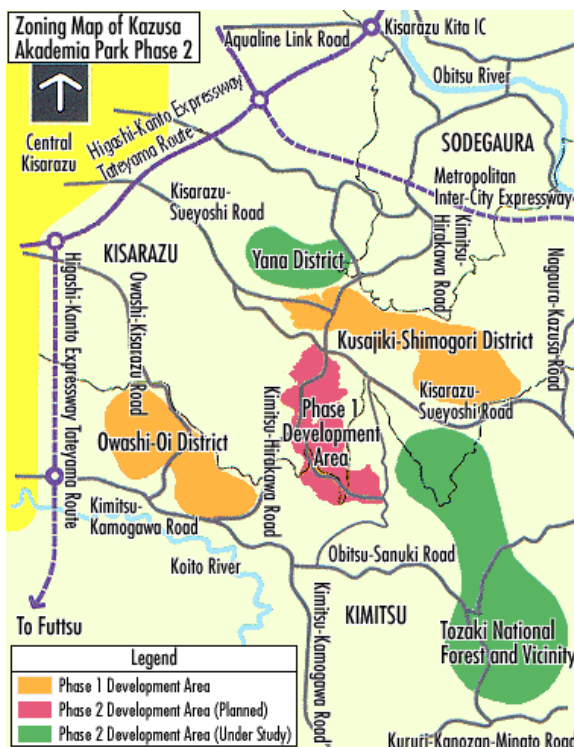 Zoning Map of Kazusa
Akademia Park Phase 2
Aqualine Link Road
Kisarazu Kita IC
Obitsu River
Central
Kisarazu
Higashi-Kanto Expressway
Tateyama Route
SODEGAURA
Metropolitan
Inter-City Expressway
Kisarazu-
Sueyoshi Road
Kimitsu-
Hirakawa Road
KISARAZU
Yana District
Nagaura-Kazusa-Road
Owashi-Kisarazu
Road
Higashi-Kanto Expresswry Tateyama
Route
Kusajiki-Shimogori District
Kisarazu-
Sueyoshi Road
Phase 1
Development
Area
Kimitsu-Hirakawa Road
Owashi-Oi District
Kimitsu-
Kamogawa Road
Koito River
Obitsu-Sanuki Road
Kimitsu-Kamogawa Road
KIMITSU
To Futtsu
Tozaki National
Forest and Vicinity
Legend
Phase 1 Development Area
Phase 2 Development Area (Planned)
Phase 2 Development Area (Under Study)
Kururi-Kanozan-Minato Road